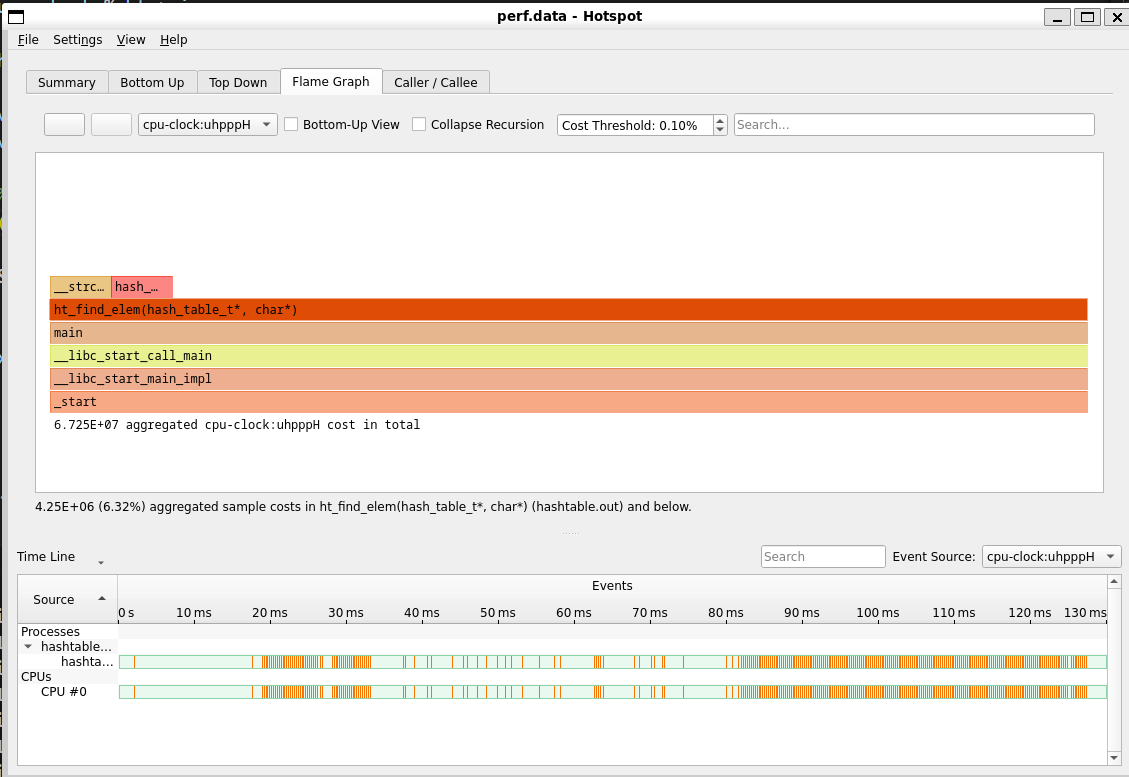 perf.data - Hotspot
File Settings View Help
Summary Bottom Up Top Down Flame Graph Caller / Callee
cpu-clock:uhpppH Bottom-Up View Collapse Recursion Cost Threshold: 0.10% Search...
__strc… hash_…
ht_find_elem(hash_table_t*, char*)
main
__libc_start_call_main
__libc_start_main_impl
_start
6.725E+07 aggregated cpu-clock:uhpppH cost in total
4.25E+06 (6.32%) aggregated sample costs in ht_find_elem(hash_table_t*, char*) (hashtable.out) and below.
Time Line Search Event Source: cpu-clock:uhpppH
Source Events
0 s 10 ms 20 ms 30 ms 40 ms 50 ms 60 ms 70 ms 80 ms 90 ms 100 ms 110 ms 120 ms 130 ms
Processes
hashtable...
hashta...
CPUs
CPU #0